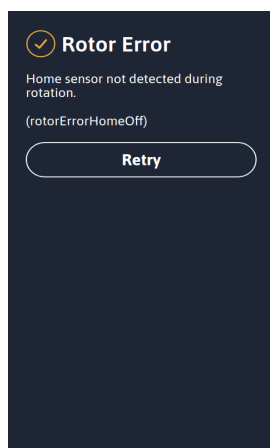 Rotor Error
Home sensor not detected during
rotation.
(rotorErrorHomeOff)
Retry